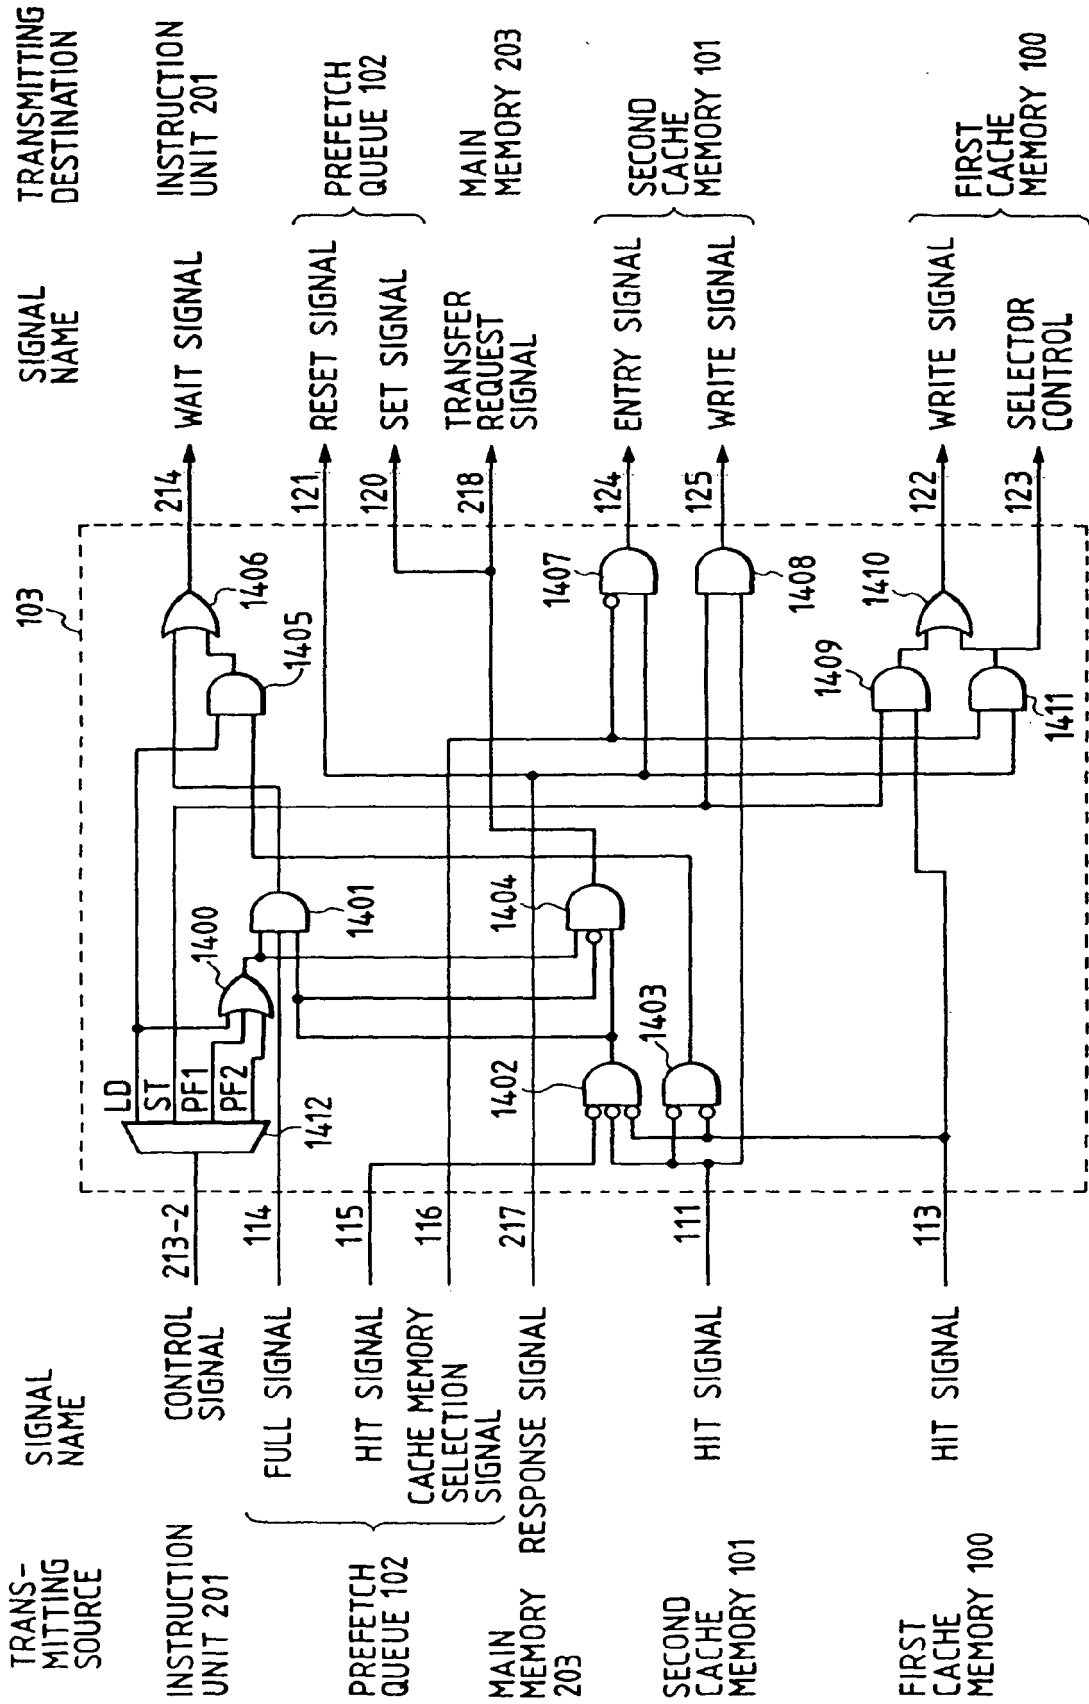 TRANS-
MITTING
SOURCE
SIGNAL
NAME
SIGNAL
NAME
TRANSMITTING
DESTINATION
INSTRUCTION
UNIT 201
CONTROL
SIGNAL
213-2
103
214
WAIT SIGNAL
INSTRUCTION
UNIT 201
LD
ST
PF1
PF2
1412
1400
1401
1405
1406
PREFETCH
QUEUE 102
FULL SIGNAL
114
HIT SIGNAL
115
CACHE MEMORY
SELECTION
SIGNAL
116
121
RESET SIGNAL
120
SET SIGNAL
PREFETCH
QUEUE 102
MAIN
MEMORY
203
RESPONSE SIGNAL
217
1402
1403
1404
218
TRANSFER
REQUEST
SIGNAL
MAIN
MEMORY 203
SECOND
CACHE
MEMORY 101
HIT SIGNAL
111
1407
1408
124
ENTRY SIGNAL
125
WRITE SIGNAL
SECOND
CACHE
MEMORY 101
FIRST
CACHE
MEMORY 100
HIT SIGNAL
113
1409
1410
1411
122
WRITE SIGNAL
123
SELECTOR
CONTROL
FIRST
CACHE
MEMORY 100